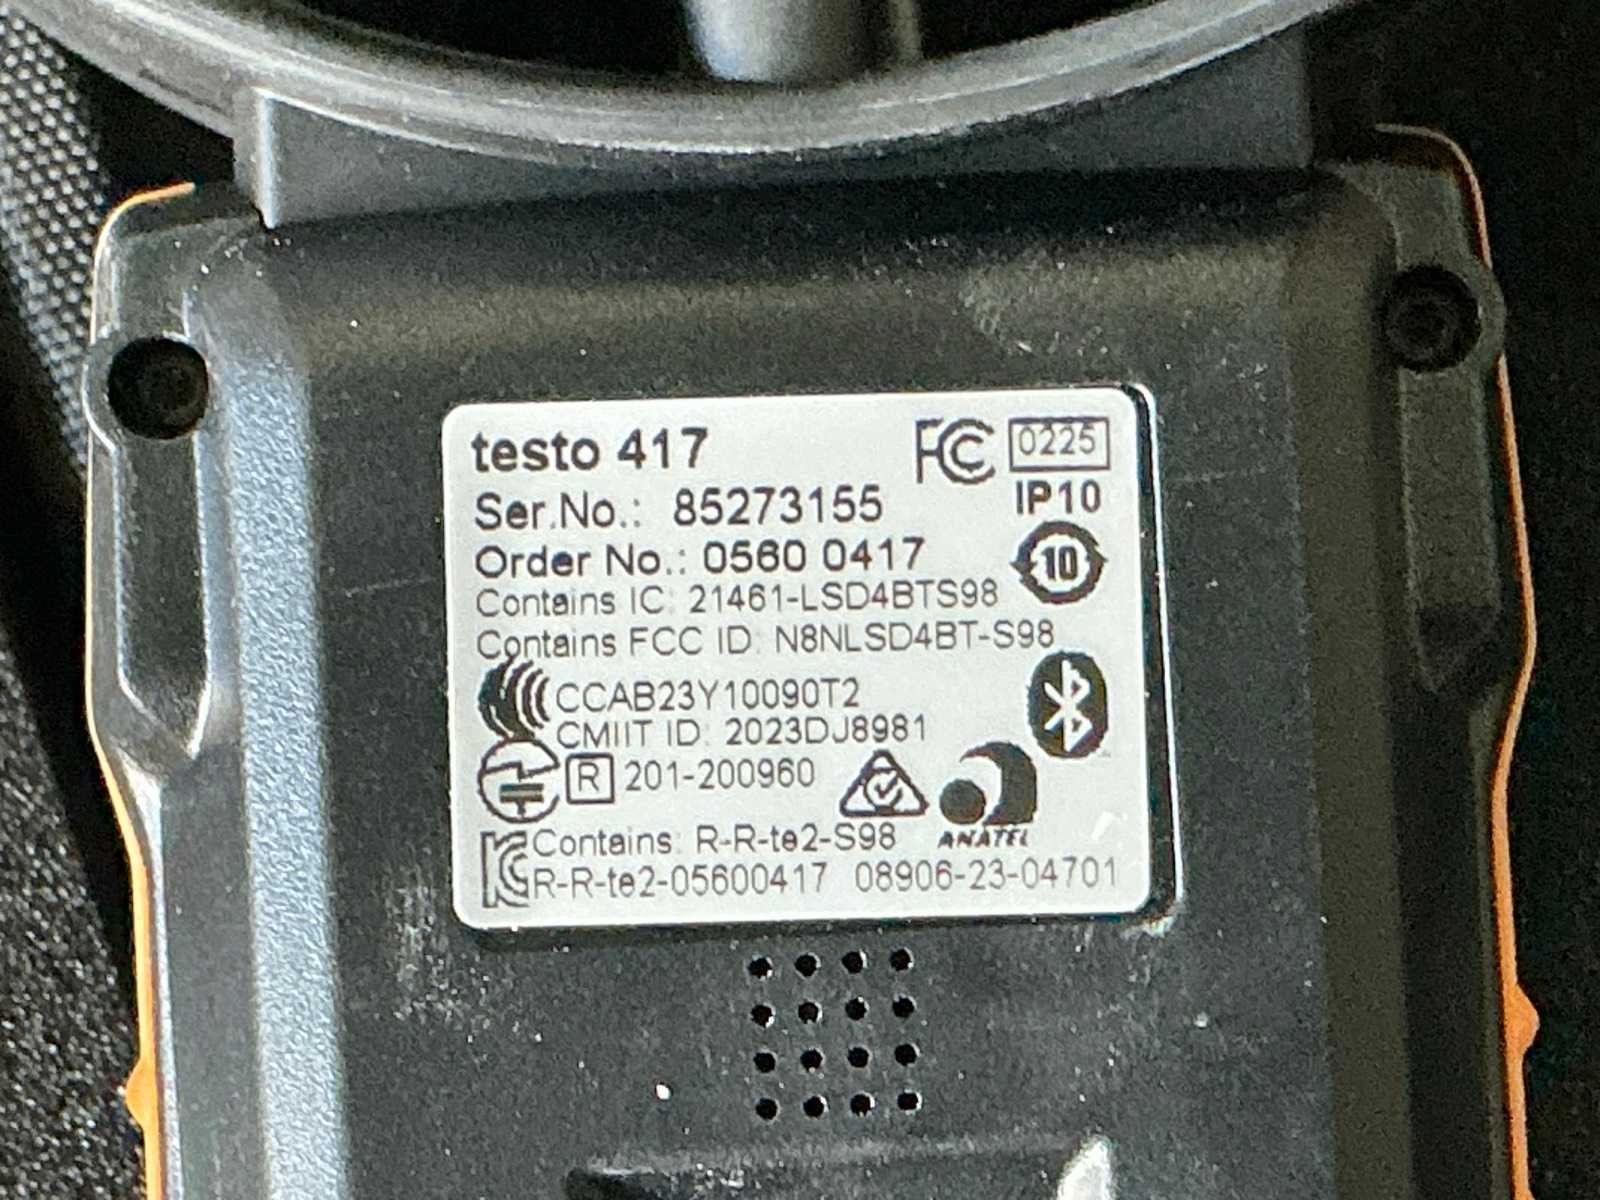 testo 417
FC 0225
Ser.No.: 85273155
IP10
Order No.: 0560 0417
10
Contains IC: 21461-LSD4BTS98
Contains FCC ID: N8NLSD4BT-S98
CCAB23Y10090T2
CMIIT ID: 2023DJ8981
R 201-200960
ANATEL
Contains: R-R-te2-S98
R-R-te2-05600417 08906-23-04701